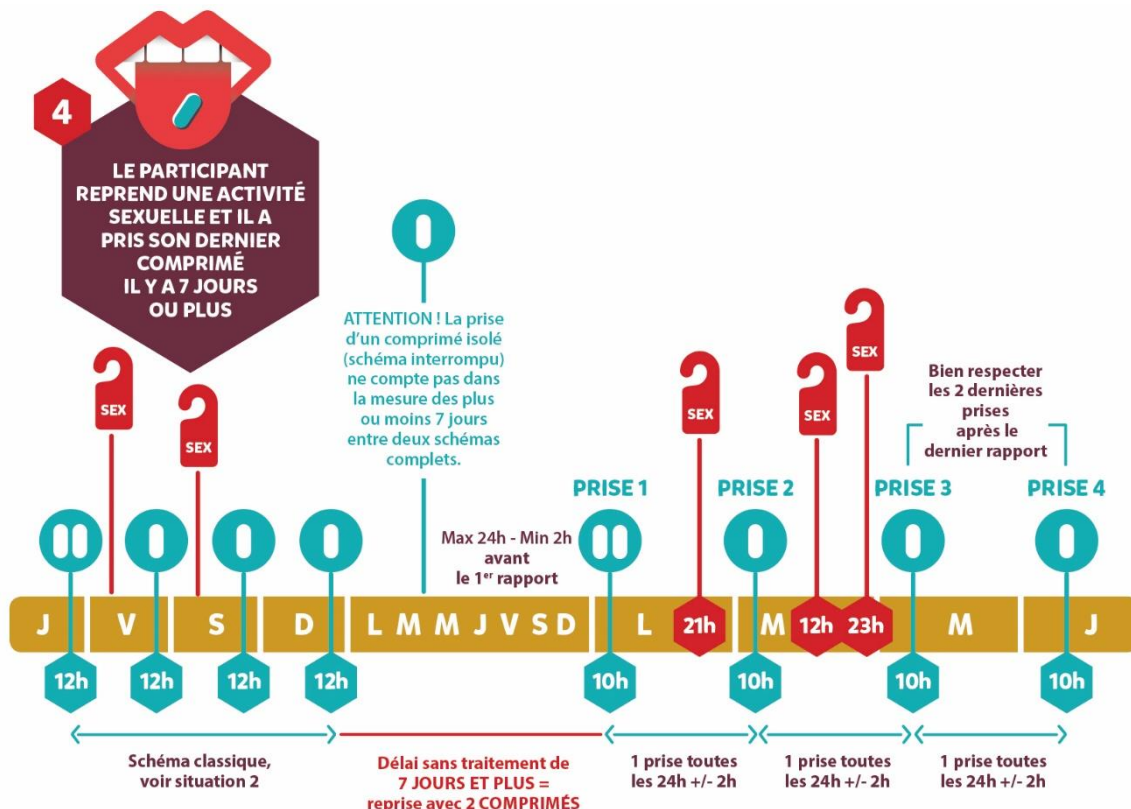 4
LE PARTICIPANT
REPREND UNE ACTIVITÉ
SEXUELLE ET IL A
PRIS SON DERNIER
COMPRIMÉ
IL Y A 7 JOURS
OU PLUS
ATTENTION ! La prise
d'un comprimé isolé
(schéma interrompu)
ne compte pas dans
la mesure des plus
ou moins 7 jours
entre deux schémas
complets.
SEX
SEX
SEX
SEX
SEX
Bien respecter
les 2 dernières
prises
après le
dernier rapport
PRISE 1
PRISE 2
PRISE 3
PRISE 4
Max 24h - Min 2h
avant
le 1er rapport
J V S D L M M J V S D L 21h M 12h 23h M J
12h 12h 12h 12h 10h 10h 10h 10h
Schéma classique,
voir situation 2
Délai sans traitement de
7 JOURS ET PLUS =
reprise avec 2 COMPRIMÉS
1 prise toutes
les 24h +/- 2h
1 prise toutes
les 24h +/- 2h
1 prise toutes
les 24h +/- 2h